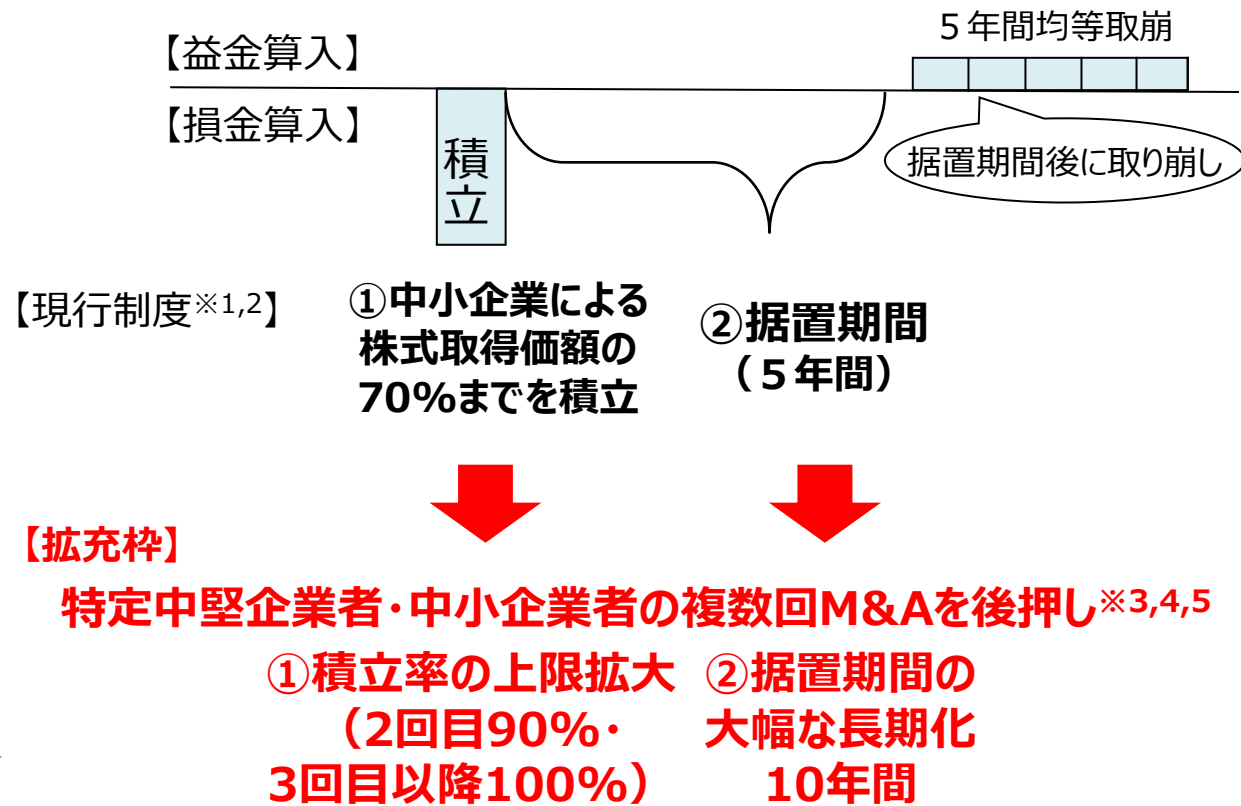 ５年間均等取崩
【益金算入】
【損金算入】
積
立
据置期間後に取り崩し
【現行制度※1,2】
①中小企業による
株式取得価額の
70%までを積立
②据置期間
（５年間）
【拡充枠】
特定中堅企業者・中小企業者の複数回M&Aを後押し※3,4,5
①積立率の上限拡大
（2回目90%・
3回目以降100%）
②据置期間の
大幅な長期化
10年間